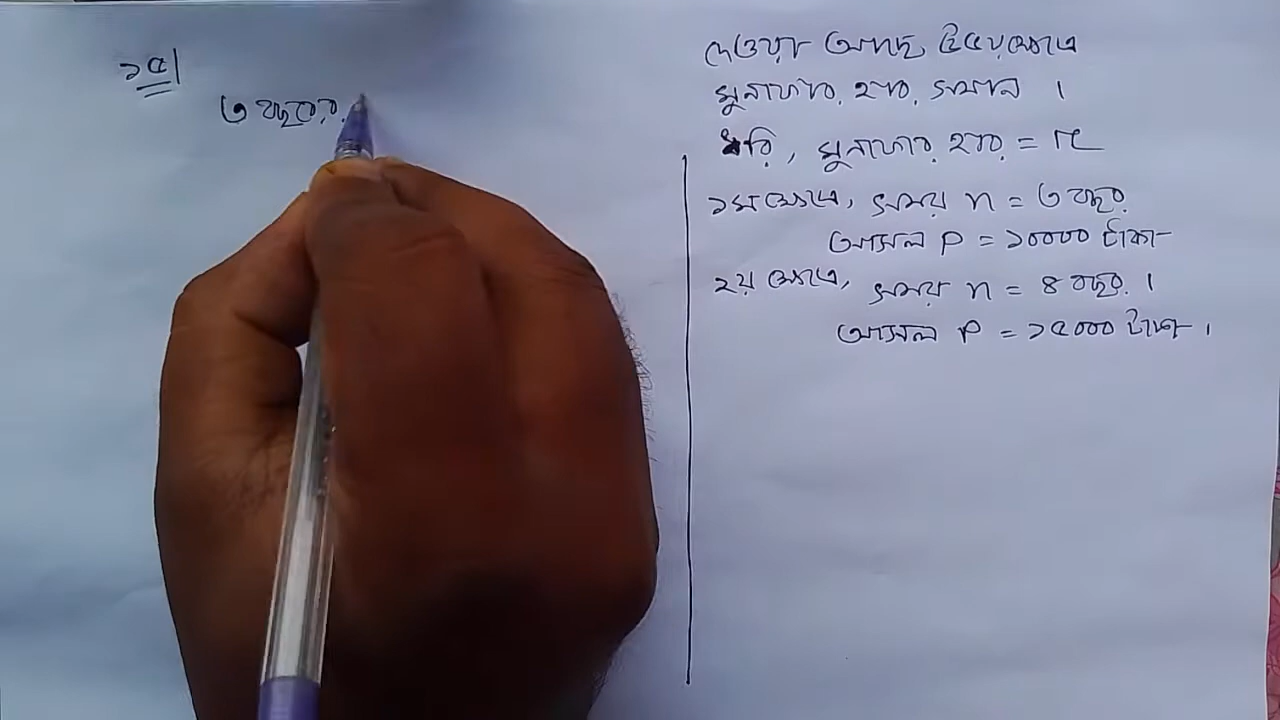 ১৫।
৩ বছরের
দেওয়া আছে, উভয়ক্ষেত্রে
মুনাফার হার সমান ।
ধরি, মুনাফার হার = r
১ম ক্ষেত্রে, সময় n = ৩ বছর
আসল P = ১০০০০ টাকা
২য় ক্ষেত্রে, সময় n = ৪ বছর ।
আসল P = ১৫০০০ টাকা ।